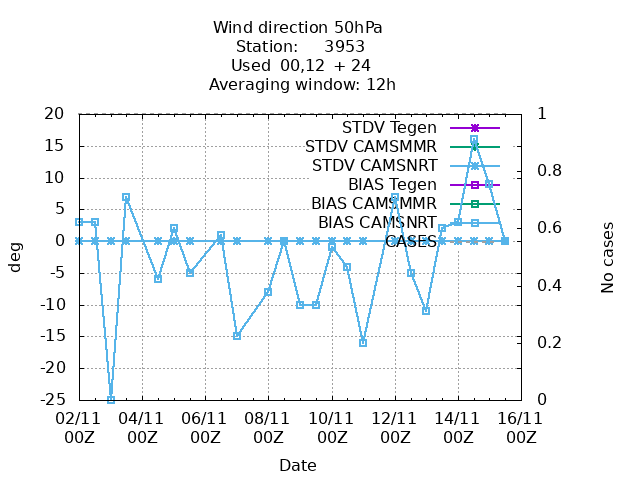 Wind direction 50hPa
Station: 3953
Used 00,12 + 24
Averaging window: 12h
20
15
10
5
0
-5
-10
-15
-20
-25
deg
1
0.8
0.6
0.4
0.2
0
No cases
STDV Tegen
STDV CAMSMMR
STDV CAMSNRT
BIAS Tegen
BIAS CAMSMMR
BIAS CAMSNRT
CASES
02/11 04/11 06/11 08/11 10/11 12/11 14/11 16/11
00Z 00Z 00Z 00Z 00Z 00Z 00Z 00Z
Date